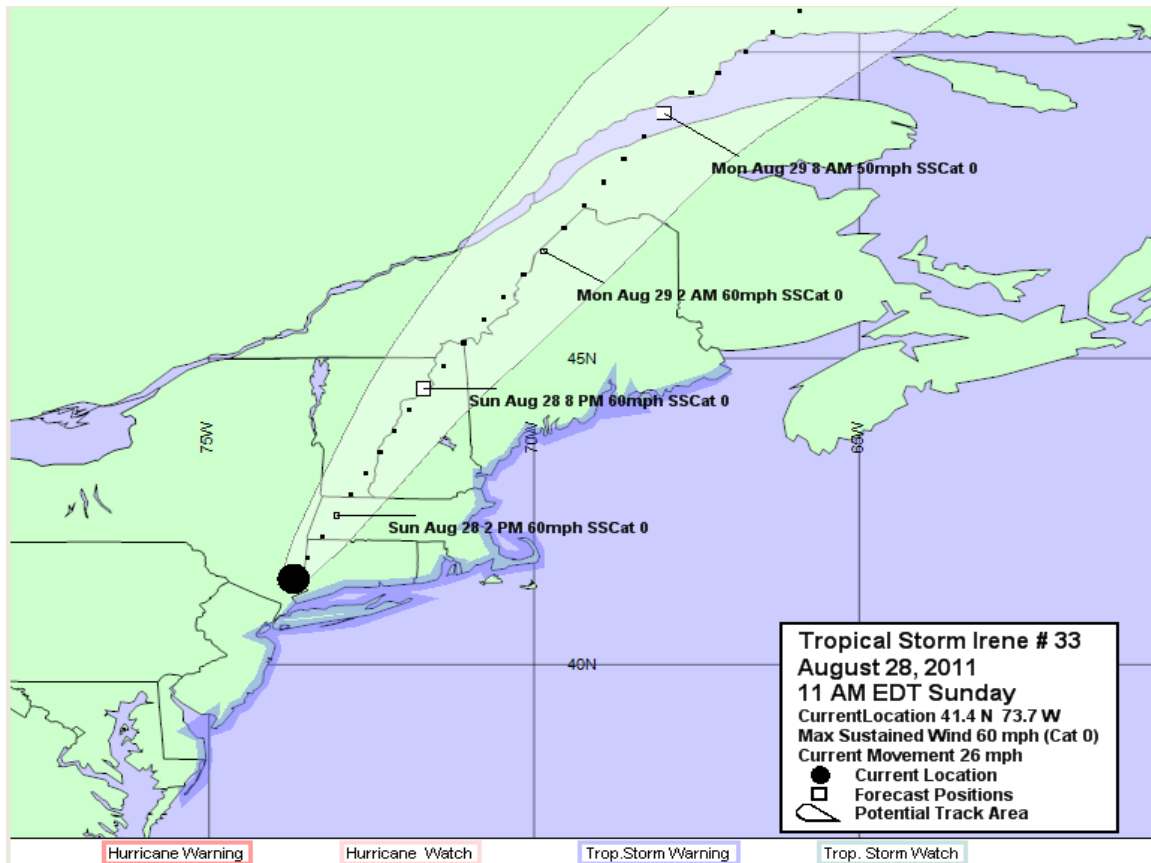 Mon Aug 29 8 AM 50mph SSCat 0
Mon Aug 29 2 AM 60mph SSCat 0
45N
Sun Aug 28 8 PM 60mph SSCat 0
75W
70W
65W
Sun Aug 28 2 PM 60mph SSCat 0
40N
Tropical Storm Irene # 33
August 28, 2011
11 AM EDT Sunday
CurrentLocation 41.4 N 73.7 W
Max Sustained Wind 60 mph (Cat 0)
Current Movement 26 mph
Current Location
Forecast Positions
Potential Track Area
Hurricane Warning
Hurricane Watch
Trop.Storm Warning
Trop. Storm Watch